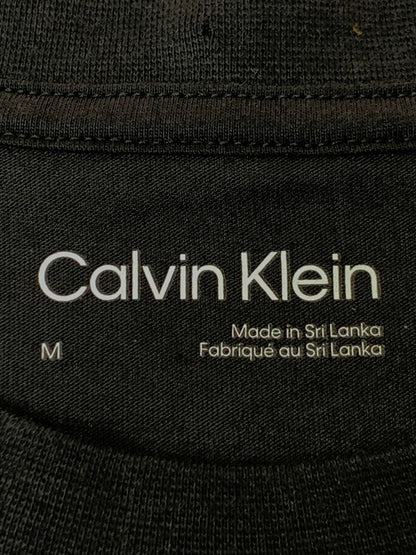 Calvin Klein
Made in Sri Lanka
M
Fabriqué au Sri Lanka